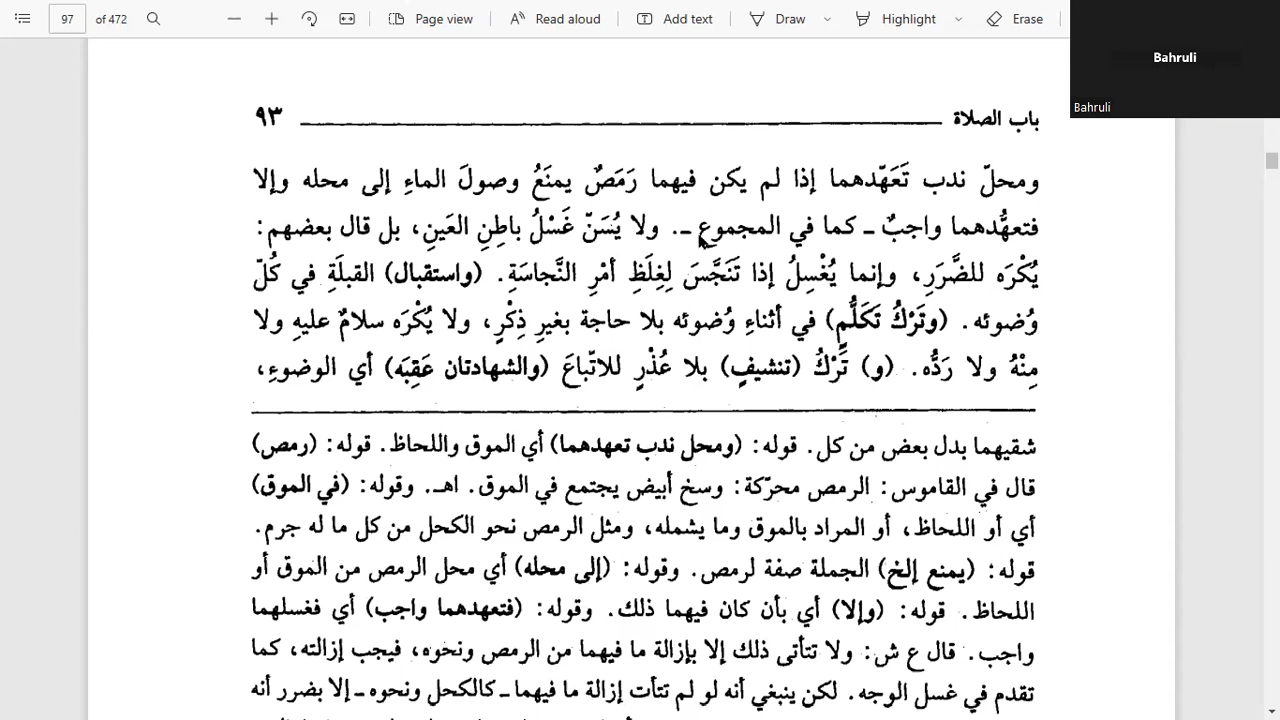 97 of 472 Page view Read aloud Add text Draw Highlight Erase
Bahruli
Bahruli
باب الصلاة ٩٣
ومحلّ ندب تَعَهّدهما إذا لم يكن فيهما رَمَصٌ يمنَعُ وصولَ الماءِ إلى محله وإلا
فتعهُّدهما واجبٌ ـ كما في المجموعِ ـ. ولا يُسَنّ غَسْلُ باطِنِ العَينِ، بل قال بعضهم:
يُكْرَه للضَّرَرِ، وإنما يُغْسِلُ إذا تَنَجَّسَ لِغِلَظِ أمْرِ النَّجاسَةِ. (واستقبال) القبلَةِ في كُلّ
وُضوئه. (وتَرْكُ تَكَلُّمٍ) في أثناءِ وُضوئه بلا حاجة بغيرِ ذِكْرٍ، ولا يُكْرَه سلامٌ عليهِ ولا
مِنْهُ ولا رَدُّه. (و) تَرْكُ (تنشيفٍ) بلا عُذْرٍ للاتّباعَ (والشهادتان عَقِبَه) أي الوضوءِ،
شقيهما بدل بعض من كل. قوله: (ومحل ندب تعهدهما) أي الموق واللحاظ. قوله: (رمص)
قال في القاموس: الرمص محرّكة: وسخ أبيض يجتمع في الموق. اهـ. وقوله: (في الموق)
أي أو اللحاظ، أو المراد بالموق وما يشمله، ومثل الرمص نحو الكحل من كل ما له جرم.
قوله: (يمنع إلخ) الجملة صفة لرمص. وقوله: (إلى محله) أي محل الرمص من الموق أو
اللحاظ. قوله: (وإلا) أي بأن كان فيهما ذلك. وقوله: (فتعهدهما واجب) أي فغسلهما
واجب. قال ع ش: ولا تتأتى ذلك إلا بإزالة ما فيهما من الرمص ونحوه، فيجب إزالته، كما
تقدم في غسل الوجه. لكن ينبغي أنه لو لم تتأت إزالة ما فيهما ـ كالكحل ونحوه ـ إلا بضرر أنه